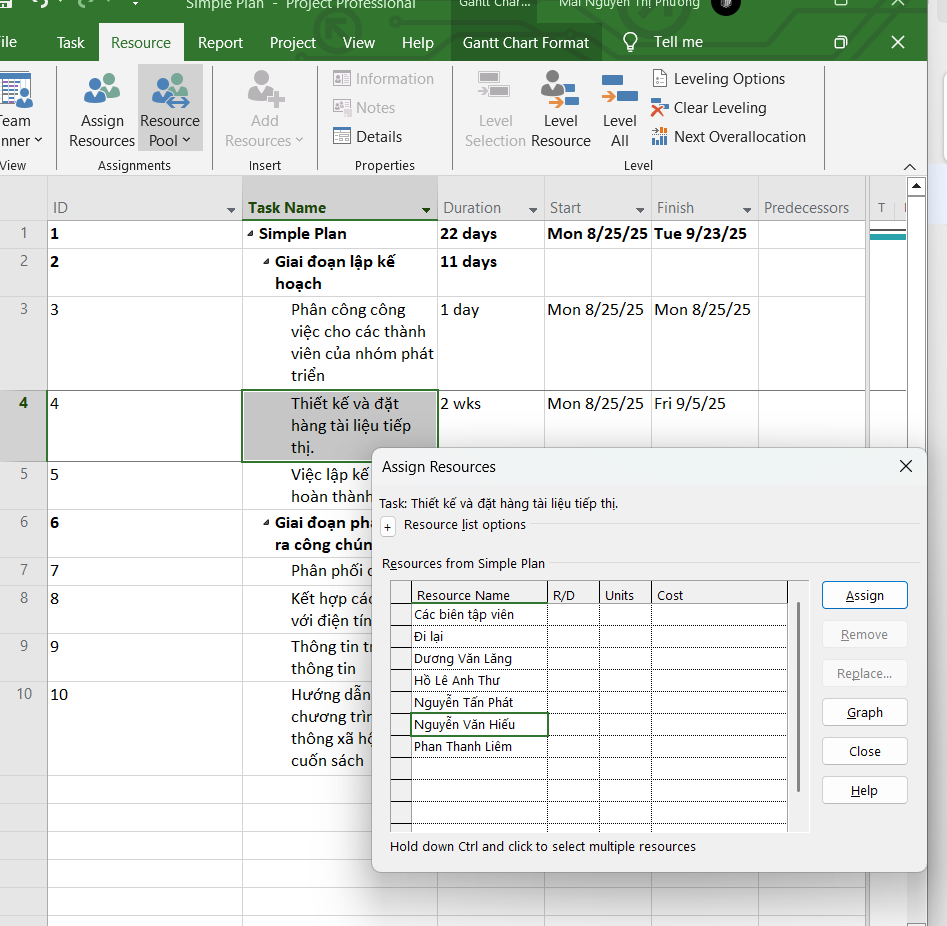 Simple Plan - Project Professional
Gantt Char...
Mai Nguyễn Thị Phương
ile Task Resource Report Project View Help Gantt Chart Format Tell me
Team
nner
View
Assign
Resources
Resource
Pool
Assignments
Add
Resources
Insert
Information
Notes
Details
Properties
Level
Selection
Level
Resource
Level
All
Leveling Options
Clear Leveling
Next Overallocation
Level
ID Task Name Duration Start Finish Predecessors T
1 1 Simple Plan 22 days Mon 8/25/25 Tue 9/23/25
2 2 Giai đoạn lập kế 11 days
hoạch
3 3 Phân công công 1 day Mon 8/25/25 Mon 8/25/25
việc cho các thành
viên của nhóm phát
triển
4 4 Thiết kế và đặt 2 wks Mon 8/25/25 Fri 9/5/25
hàng tài liệu tiếp
thị.
5 5 Việc lập kế
hoàn thành
6 6 Giai đoạn
ra công chún
7 7 Phân phối
8 8 Kết hợp các
với điện tín
9 9 Thông tin
thông tin
10 10 Hướng dẫn
chương trìn
thông xã hộ
cuốn sách
Assign Resources
Task: Thiết kế và đặt hàng tài liệu tiếp thị.
+ Resource list options
Resources from Simple Plan
Resource Name R/D Units Cost
Các biên tập viên
Đi lại
Dương Văn Lăng
Hồ Lê Anh Thư
Nguyễn Tấn Phát
Nguyễn Văn Hiếu
Phan Thanh Liêm
Assign
Remove
Replace...
Graph
Close
Help
Hold down Ctrl and click to select multiple resources